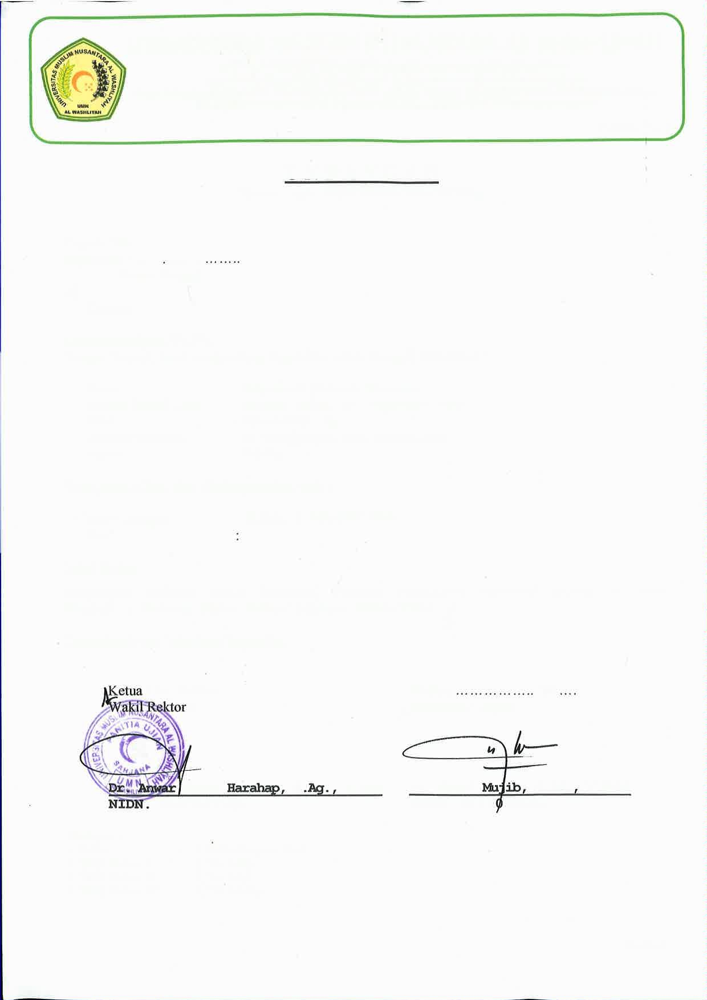 UNIVERSITAS MUSLIM NUSANTARA AL WASHLIYAH
UMN
AL WASHLIYAH
. ........
:
Ketua
................ ....
Wakil Rektor
UNIVERSITAS MUSLIM NUSANTARA AL WASHLIYAH
PANITIA UJIAN
SARJANA
UMN
Dr. Anwar Harahap, .Ag., Mujib, ,
NIDN.